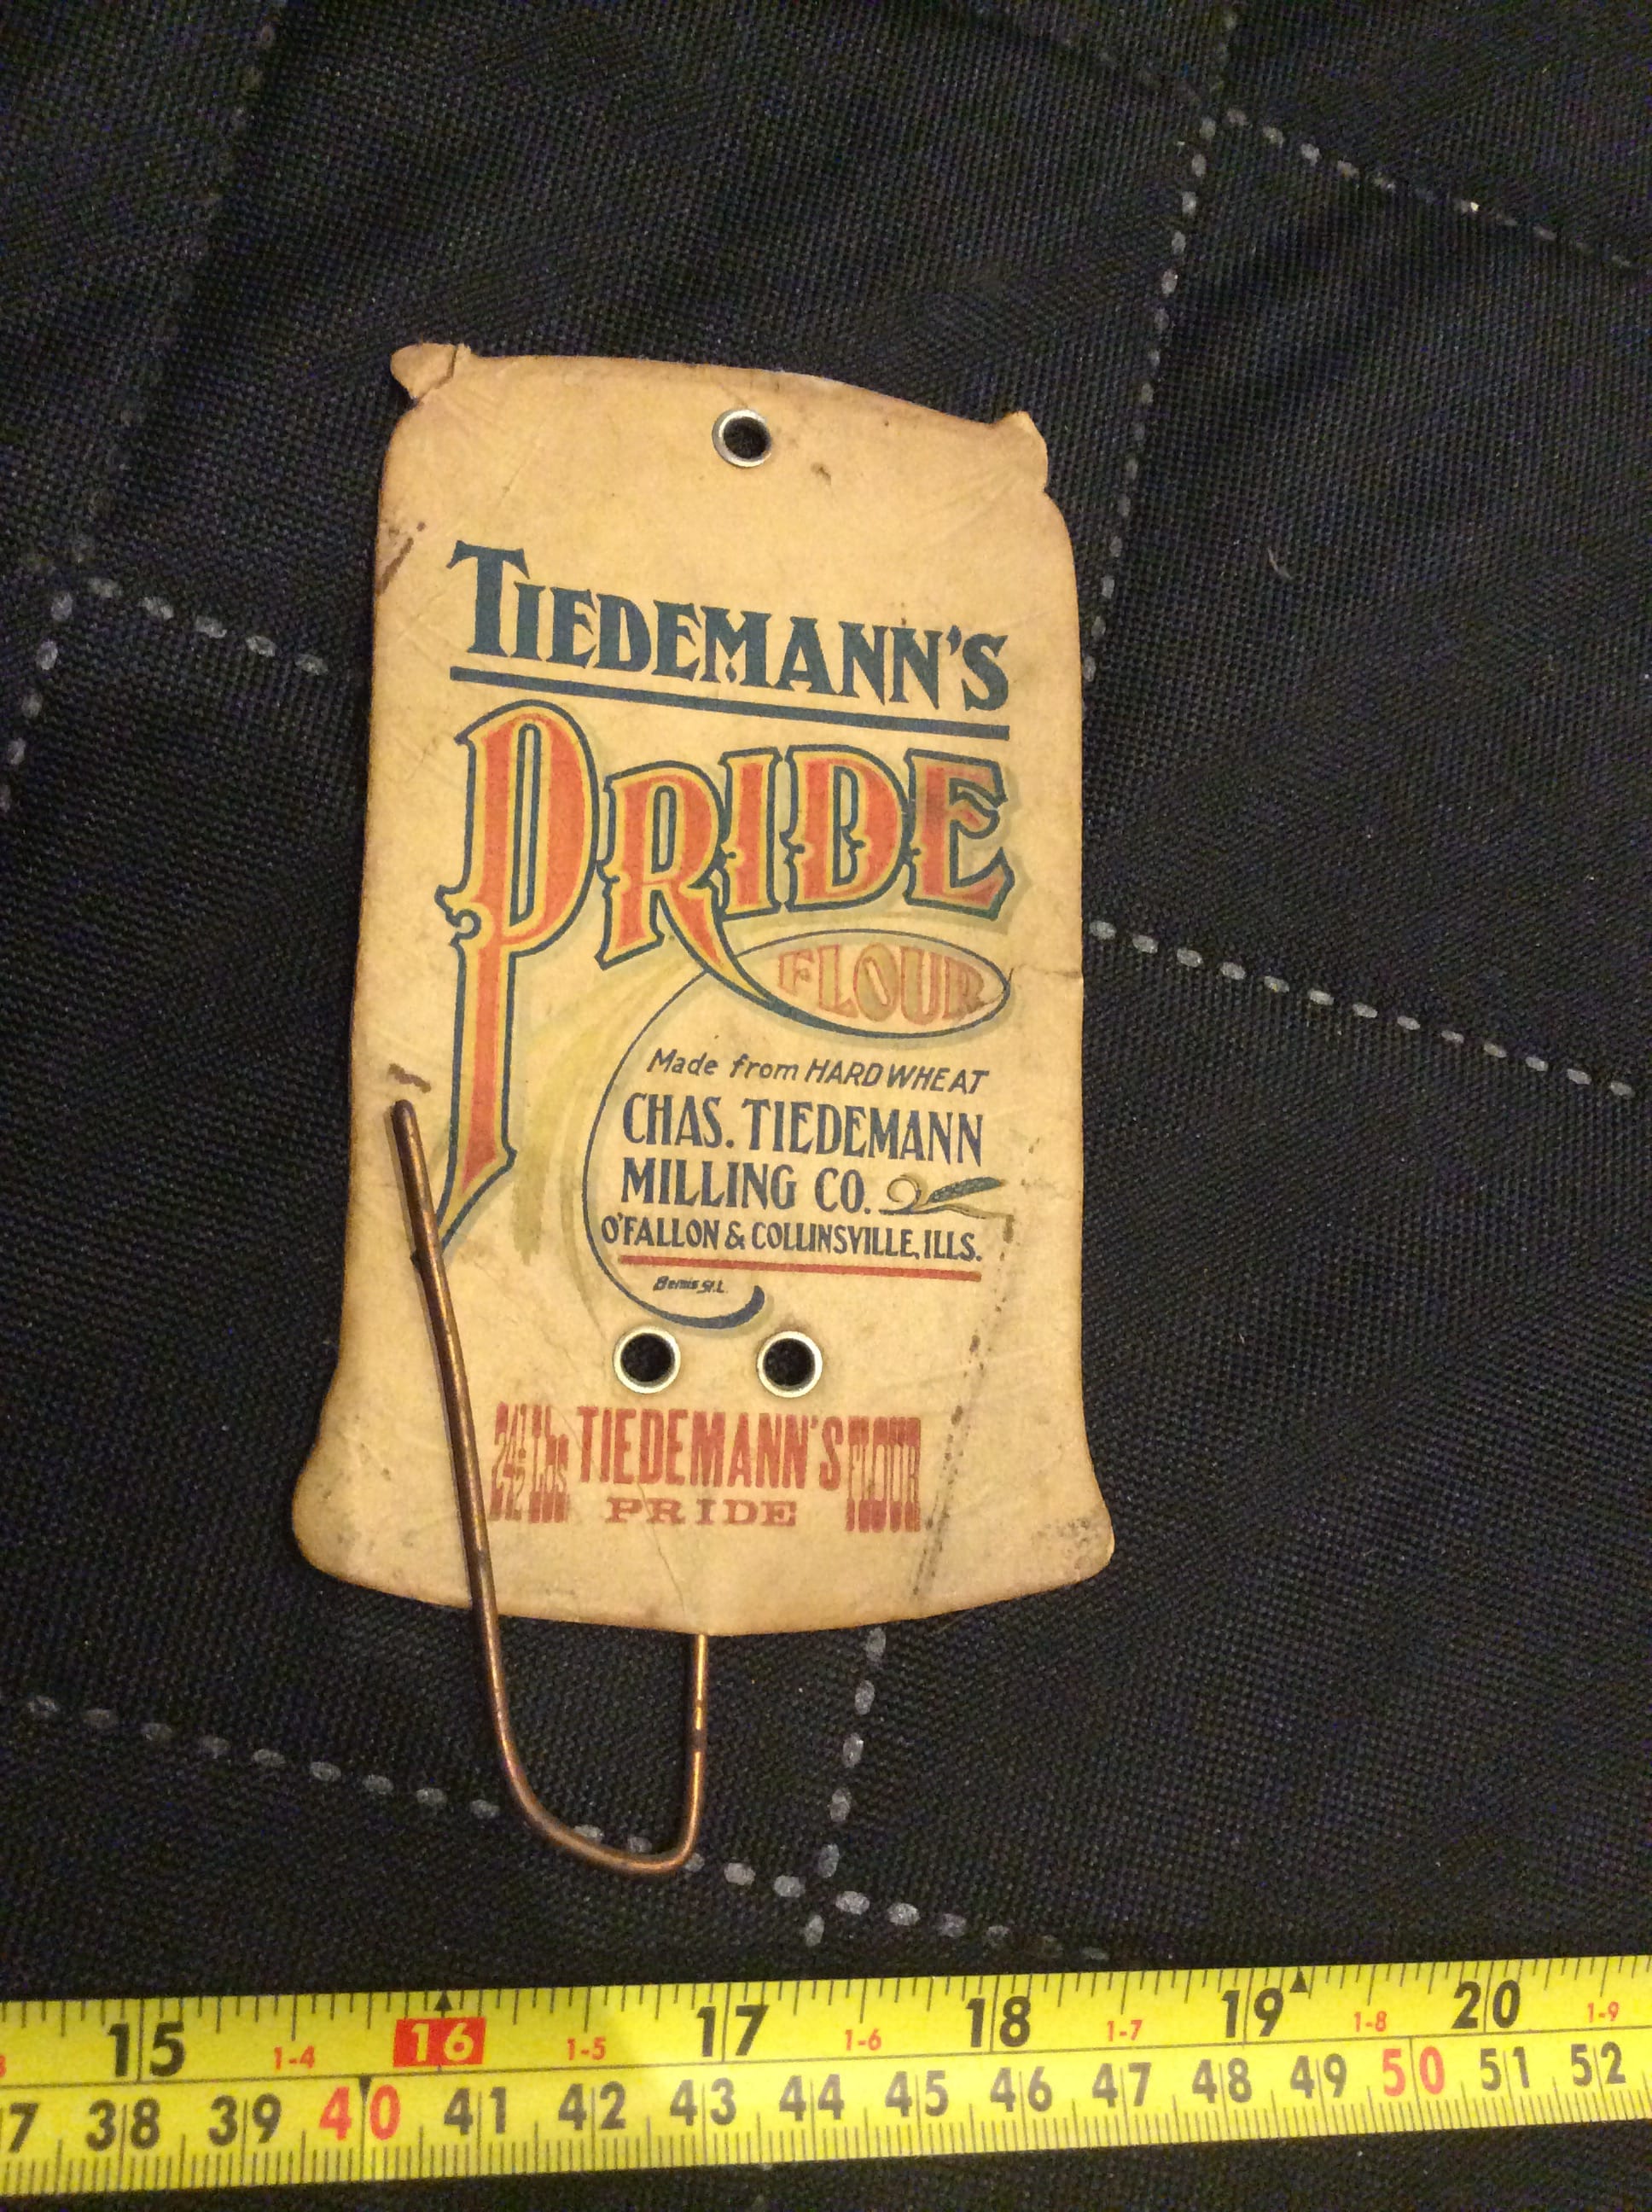 TIEDEMANN'S
PRIDE
FLOUR
Made from HARD WHEAT
CHAS. TIEDEMANN
MILLING CO.
O'FALLON & COLLINSVILLE, ILLS.
Bemis St.L.
24½ Lbs. TIEDEMANN'S FLOUR
PRIDE
15 1-4 16 1-5 17 1-6 18 1-7 19 1-8 20 1-9
38 39 40 41 42 43 44 45 46 47 48 49 50 51 52